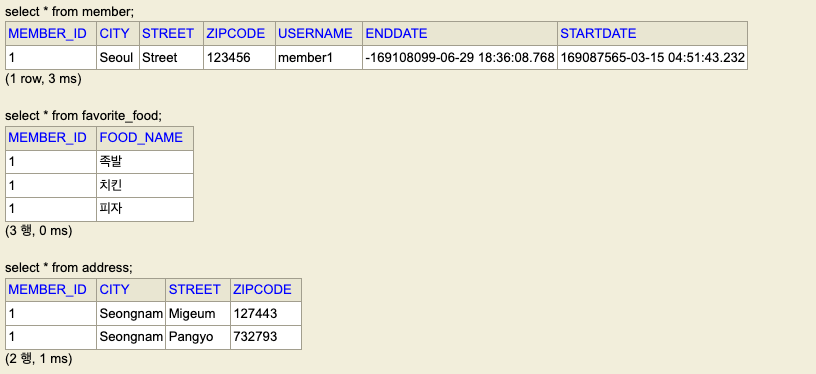 select * from member;
MEMBER_ID CITY STREET ZIPCODE USERNAME ENDDATE STARTDATE
1 Seoul Street 123456 member1 -169108099-06-29 18:36:08.768 169087565-03-15 04:51:43.232
(1 row, 3 ms)
select * from favorite_food;
MEMBER_ID FOOD_NAME
1 족발
1 치킨
1 피자
(3 행, 0 ms)
select * from address;
MEMBER_ID CITY STREET ZIPCODE
1 Seongnam Migeum 127443
1 Seongnam Pangyo 732793
(2 행, 1 ms)